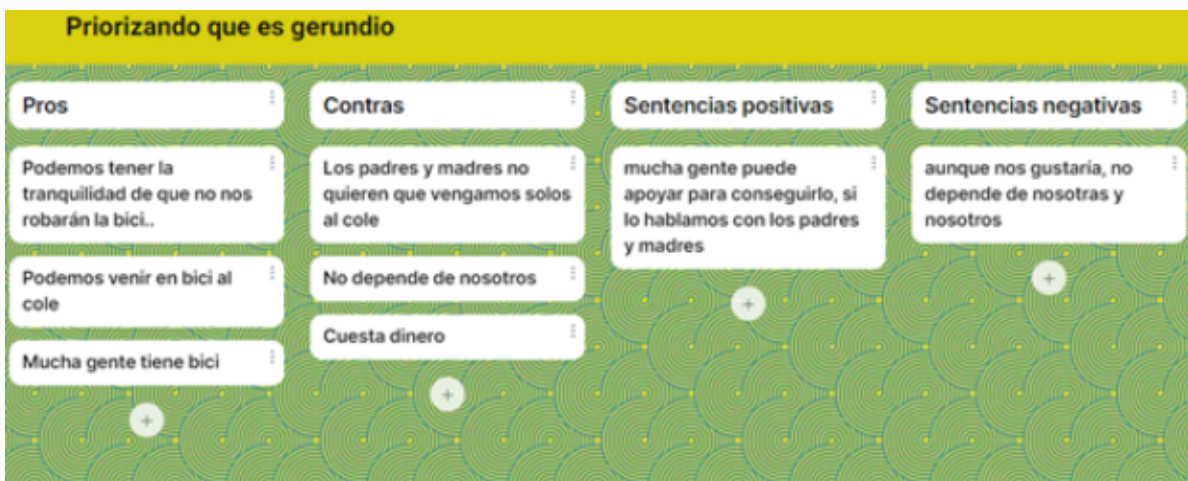 Priorizando que es gerundio
Pros
Podemos tener la
tranquilidad de que no nos
robarán la bici..
Podemos venir en bici al
cole
Mucha gente tiene bici
Contras
Los padres y madres no
quieren que vengamos solos
al cole
No depende de nosotros
Cuesta dinero
Sentencias positivas
mucha gente puede
apoyar para conseguirlo, si
lo hablamos con los padres
y madres
Sentencias negativas
aunque nos gustaría, no
depende de nosotras y
nosotros